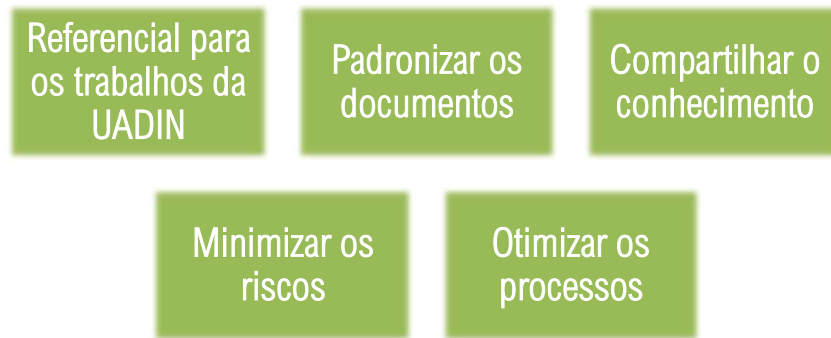 Referencial para
os trabalhos da
UADIN
Padronizar os
documentos
Compartilhar o
conhecimento
Minimizar os
riscos
Otimizar os
processos